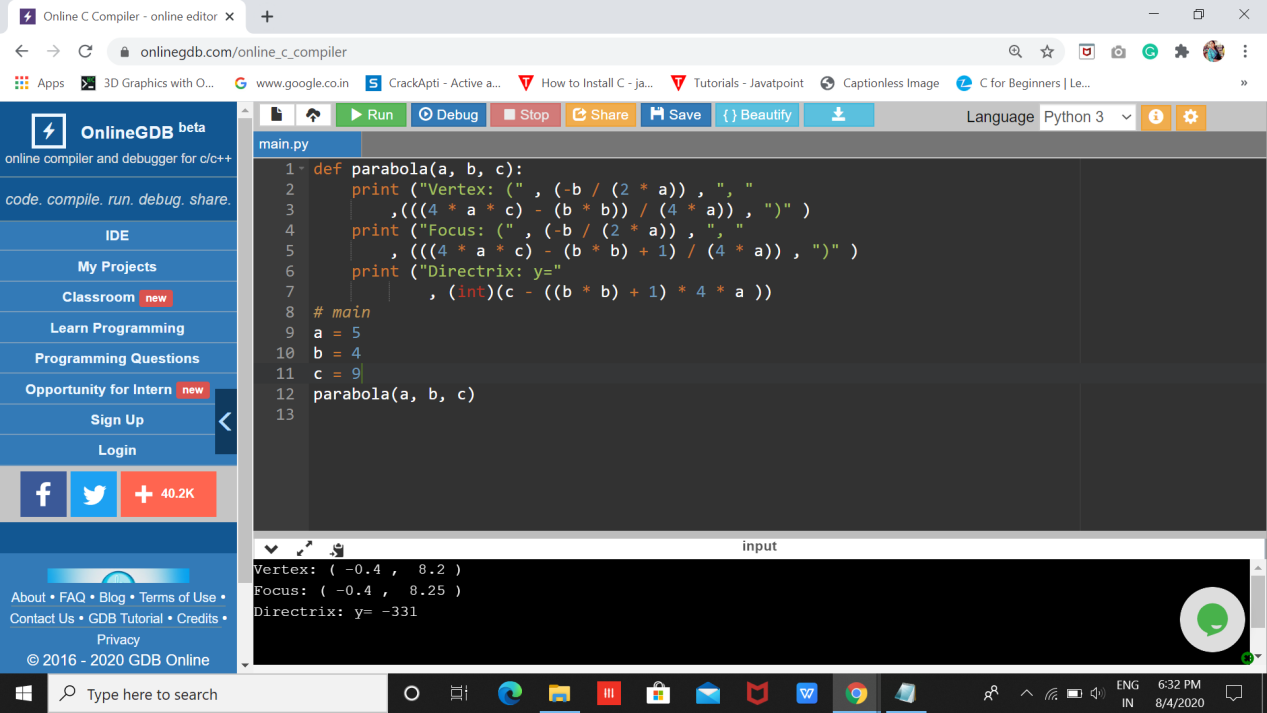 Online C Compiler - online editor
onlinegdb.com/online_c_compiler
Apps 3D Graphics with O... www.google.co.in CrackApti - Active a... How to Install C - ja... Tutorials - Javatpoint Captionless Image C for Beginners | Le...
OnlineGDB beta
online compiler and debugger for c/c++
code. compile. run. debug. share.
IDE
My Projects
Classroom new
Learn Programming
Programming Questions
Opportunity for Intern new
Sign Up
Login
40.2K
About • FAQ • Blog • Terms of Use •
Contact Us • GDB Tutorial • Credits •
Privacy
© 2016 - 2020 GDB Online
Run Debug Stop Share Save { } Beautify Language Python 3
main.py
1 def parabola(a, b, c):
2 print ("Vertex: (" , (-b / (2 * a)) , ", "
3 ,(((4 * a * c) - (b * b)) / (4 * a)) , ")" )
4 print ("Focus: (" , (-b / (2 * a)) , ", "
5 , (((4 * a * c) - (b * b) + 1) / (4 * a)) , ")" )
6 print ("Directrix: y="
7 , (int)(c - ((b * b) + 1) * 4 * a ))
8 # main
9 a = 5
10 b = 4
11 c = 9
12 parabola(a, b, c)
13
input
Vertex: ( -0.4 ,  8.2 )
Focus: ( -0.4 ,  8.25 )
Directrix: y= -331
Type here to search
ENG
IN
6:32 PM
8/4/2020